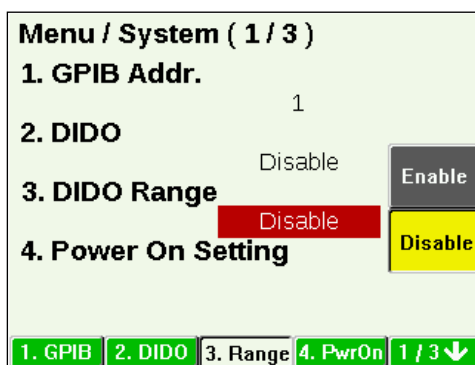 Menu / System ( 1 / 3 )
1. GPIB Addr.
1
2. DIDO
Disable
Enable
3. DIDO Range
Disable
Disable
4. Power On Setting
1. GPIB 2. DIDO 3. Range 4. PwrOn 1 / 3